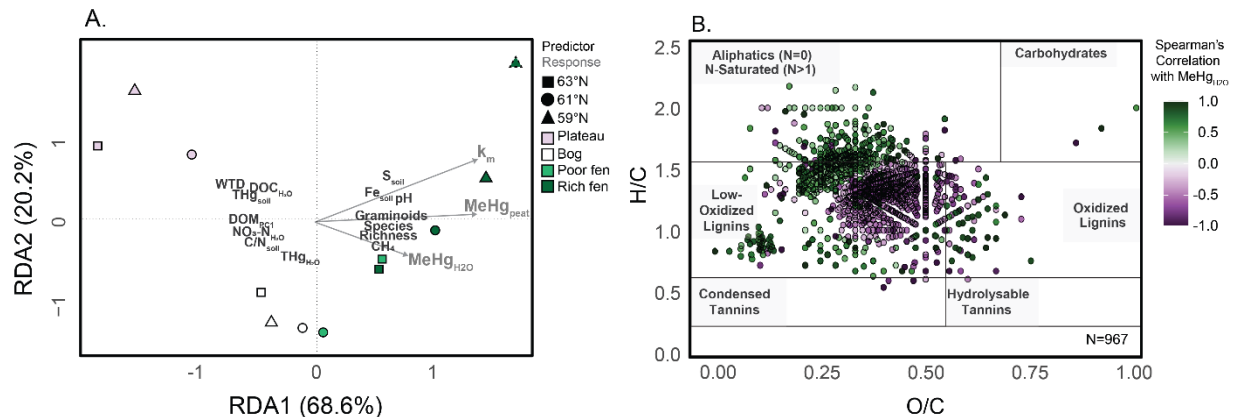 A.
Predictor
Response
63°N
61°N
59°N
Plateau
Bog
Poor fen
Rich fen
km
Ssoil
Fesoil pH
WTD DOCH₂O
THgsoil
MeHgpeat
Graminoids
Species
Richness
CH₄
DOMPC1
NO₃-NH₂O
C/Nsoil
THgH₂O
MeHgH2O
1
0
-1
RDA2 (20.2%)
-1
0
1
RDA1 (68.6%)
B.
Aliphatics (N=0)
N-Saturated (N>1)
Carbohydrates
Low-
Oxidized
Lignins
Oxidized
Lignins
Condensed
Tannins
Hydrolysable
Tannins
N=967
2.5
2.0
1.5
1.0
0.5
0.0
H/C
0.00
0.25
0.50
0.75
1.00
O/C
Spearman's
Correlation
with MeHgH2O
1.0
0.5
0.0
-0.5
-1.0